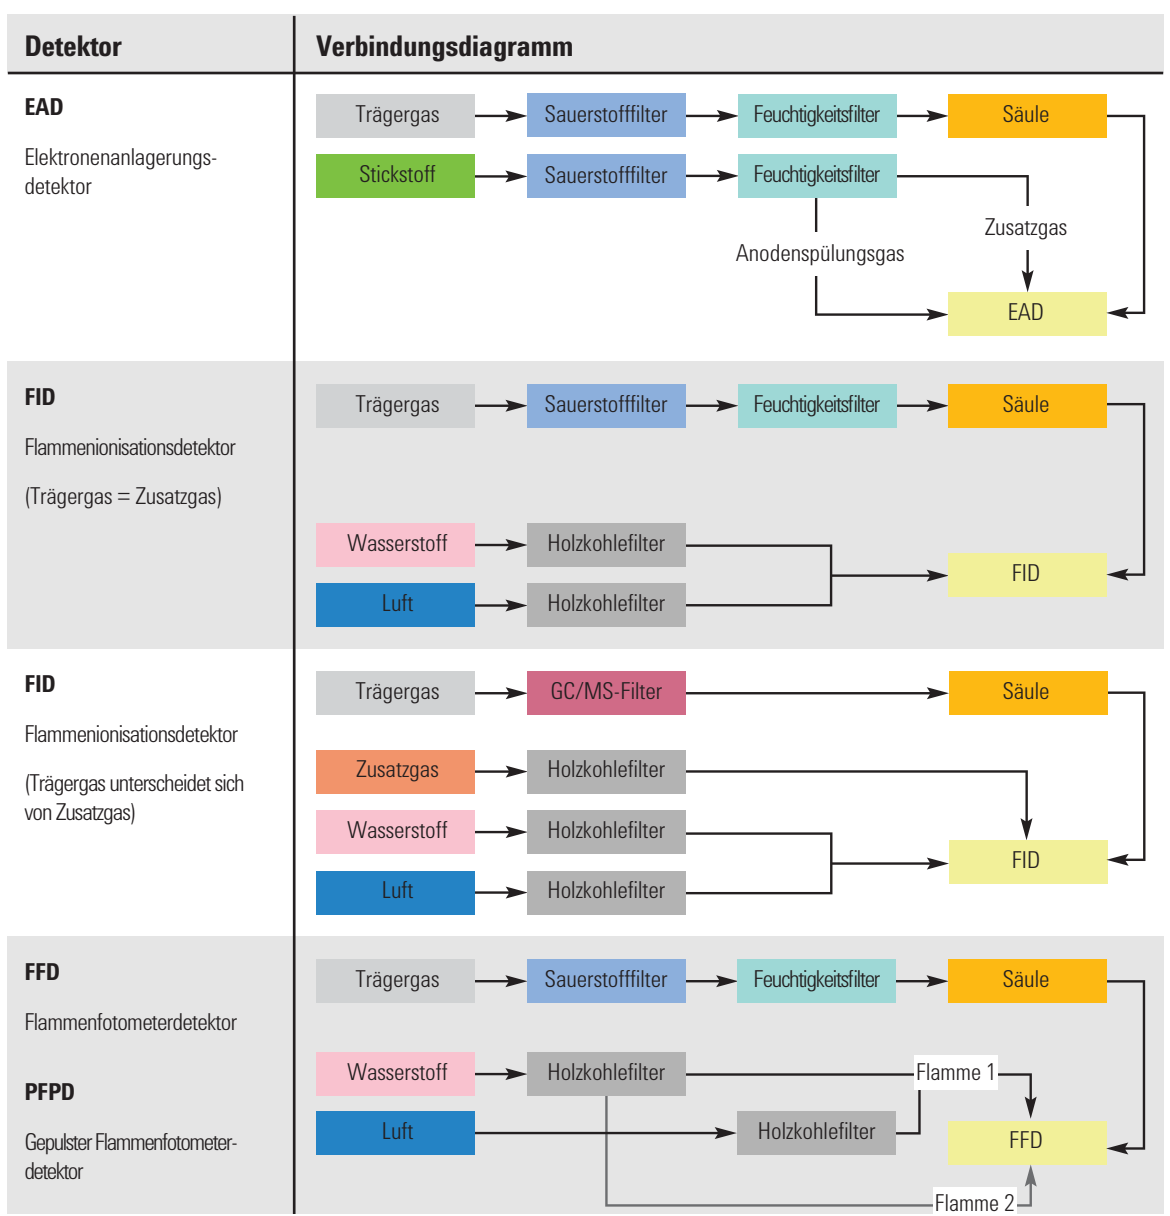 Detektor
Verbindungsdiagramm
EAD
Elektronenanlagerungs-
detektor
Trägergas
Sauerstofffilter
Feuchtigkeitsfilter
Säule
Stickstoff
Sauerstofffilter
Feuchtigkeitsfilter
Zusatzgas
Anodenspülungsgas
EAD
FID
Flammenionisationsdetektor
(Trägergas = Zusatzgas)
Trägergas
Sauerstofffilter
Feuchtigkeitsfilter
Säule
Wasserstoff
Holzkohlefilter
FID
Luft
Holzkohlefilter
FID
Flammenionisationsdetektor
(Trägergas unterscheidet sich
von Zusatzgas)
Trägergas
GC/MS-Filter
Säule
Zusatzgas
Holzkohlefilter
Wasserstoff
Holzkohlefilter
FID
Luft
Holzkohlefilter
FFD
Flammenfotometerdetektor
PFPD
Gepulster Flammenfotometer-
detektor
Trägergas
Sauerstofffilter
Feuchtigkeitsfilter
Säule
Wasserstoff
Holzkohlefilter
Flamme 1
Luft
Holzkohlefilter
FFD
Flamme 2